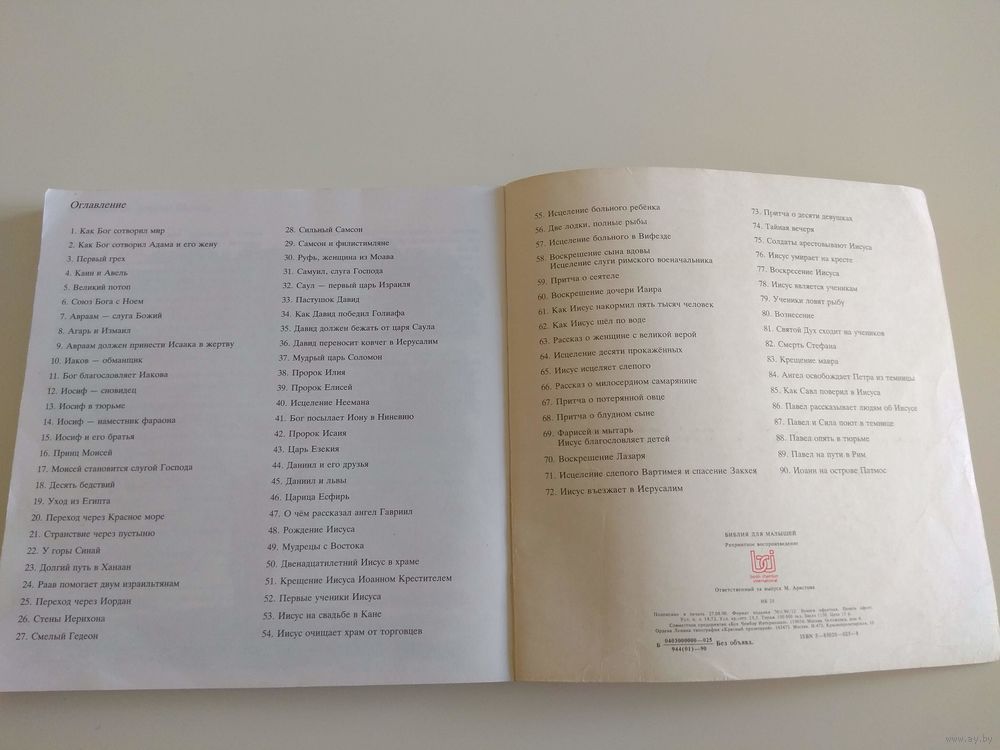 Оглавление
1. Как Бог сотворил мир
2. Как Бог сотворил Адама и его жену
3. Первый грех
4. Каин и Авель
5. Великий потоп
6. Союз Бога с Ноем
7. Авраам — слуга Божий
8. Агарь и Измаил
9. Авраам должен принести Исаака в жертву
10. Иаков — обманщик
11. Бог благословляет Иакова
12. Иосиф — сновидец
13. Иосиф в тюрьме
14. Иосиф — наместник фараона
15. Иосиф и его братья
16. Принц Моисей
17. Моисей становится слугой Господа
18. Десять бедствий
19. Уход из Египта
20. Переход через Красное море
21. Странствие через пустыню
22. У горы Синай
23. Долгий путь в Ханаан
24. Раав помогает двум израильтянам
25. Переход через Иордан
26. Стены Иерихона
27. Смелый Гедеон
28. Сильный Самсон
29. Самсон и филистимляне
30. Руфь, женщина из Моава
31. Самуил, слуга Господа
32. Саул — первый царь Израиля
33. Пастушок Давид
34. Как Давид победил Голиафа
35. Давид должен бежать от царя Саула
36. Давид переносит ковчег в Иерусалим
37. Мудрый царь Соломон
38. Пророк Илия
39. Пророк Елисей
40. Исцеление Неемана
41. Бог посылает Иону в Ниневию
42. Пророк Исаия
43. Царь Езекия
44. Даниил и его друзья
45. Даниил и львы
46. Царица Есфирь
47. О чём рассказал ангел Гавриил
48. Рождение Иисуса
49. Мудрецы с Востока
50. Двенадцатилетний Иисус в храме
51. Крещение Иисуса Иоанном Крестителем
52. Первые ученики Иисуса
53. Иисус на свадьбе в Кане
54. Иисус очищает храм от торговцев
55. Исцеление больного ребёнка
56. Две лодки, полные рыбы
57. Исцеление больного в Вифезде
58. Воскрешение сына вдовы
Исцеление слуги римского военачальника
59. Притча о сеятеле
60. Воскрешение дочери Иаира
61. Как Иисус накормил пять тысяч человек
62. Как Иисус шёл по воде
63. Рассказ о женщине с великой верой
64. Исцеление десяти прокажённых
65. Иисус исцеляет слепого
66. Рассказ о милосердном самарянине
67. Притча о потерянной овце
68. Притча о блудном сыне
69. Фарисей и мытарь
Иисус благословляет детей
70. Воскрешение Лазаря
71. Исцеление слепого Вартимея и спасение Закхея
72. Иисус въезжает в Иерусалим
73. Притча о десяти девушках
74. Тайная вечеря
75. Солдаты арестовывают Иисуса
76. Иисус умирает на кресте
77. Воскресение Иисуса
78. Иисус является ученикам
79. Ученики ловят рыбу
80. Вознесение
81. Святой Дух сходит на учеников
82. Смерть Стефана
83. Крещение мавра
84. Ангел освобождает Петра из темницы
85. Как Савл поверил в Иисуса
86. Павел рассказывает людям об Иисусе
87. Павел и Сила поют в темнице
88. Павел опять в тюрьме
89. Павел на пути в Рим
90. Иоанн на острове Патмос
БИБЛИЯ ДЛЯ МАЛЫШЕЙ
Репринтное воспроизведение
international
Ответственный за выпуск М. Аристова
Б 0403000000—025
944(01)—90 Без объявл.
www.ay.by